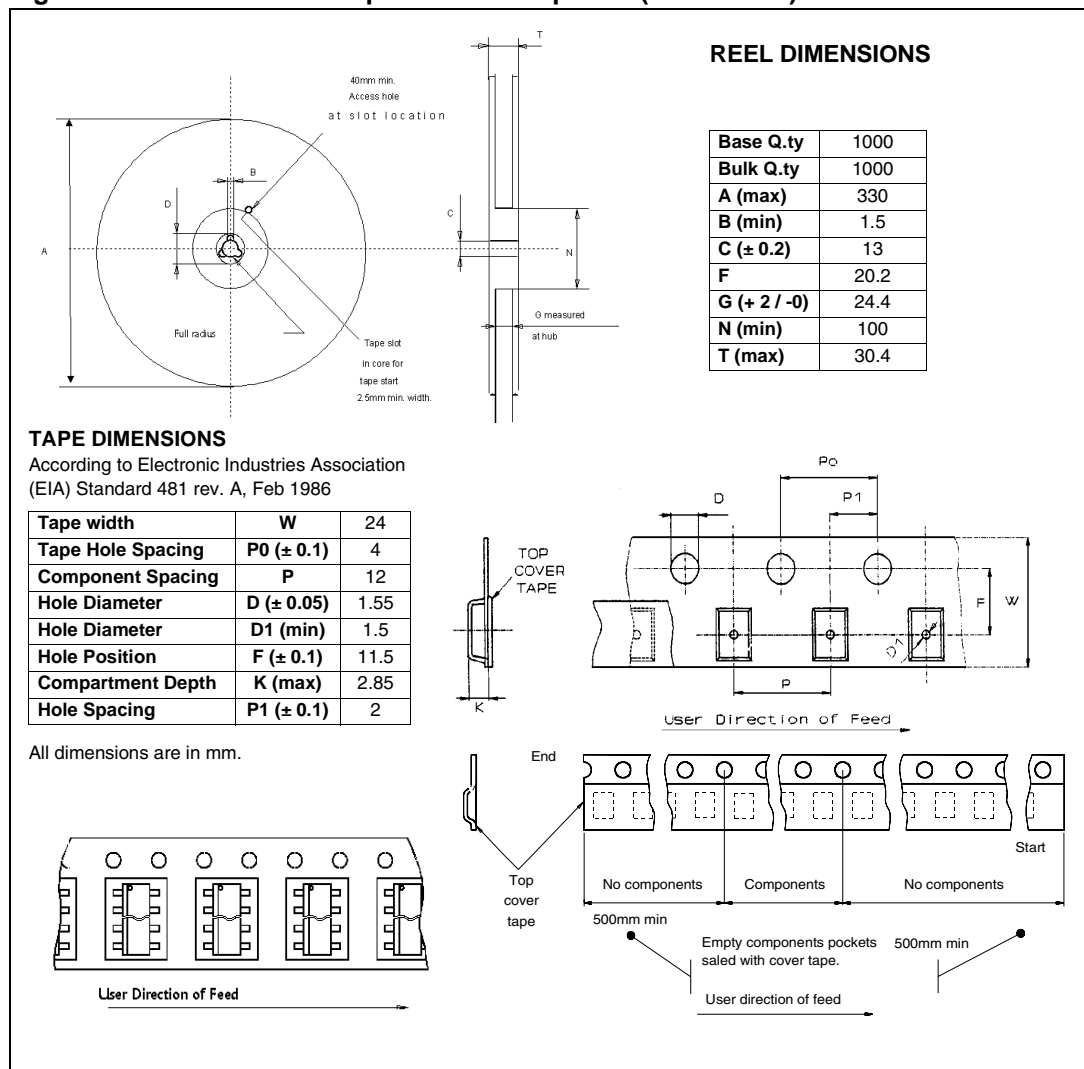 T
REEL DIMENSIONS
40mm min.
Access hole
at slot location
B
D
C
A
N
Full radius
G measured
at hub
Tape slot
in core for
tape start
2.5mm min. width.
Base Q.ty 1000
Bulk Q.ty 1000
A (max) 330
B (min) 1.5
C (± 0.2) 13
F 20.2
G (+ 2 / -0) 24.4
N (min) 100
T (max) 30.4
TAPE DIMENSIONS
According to Electronic Industries Association
(EIA) Standard 481 rev. A, Feb 1986
Tape width W 24
Tape Hole Spacing P0 (± 0.1) 4
Component Spacing P 12
Hole Diameter D (± 0.05) 1.55
Hole Diameter D1 (min) 1.5
Hole Position F (± 0.1) 11.5
Compartment Depth K (max) 2.85
Hole Spacing P1 (± 0.1) 2
All dimensions are in mm.
TOP
COVER
TAPE
K
Po
D
P1
F
W
D1
P
User Direction of Feed
End
Start
Top
cover
tape
No components
Components
No components
500mm min
Empty components pockets
saled with cover tape.
500mm min
User direction of feed
User Direction of Feed